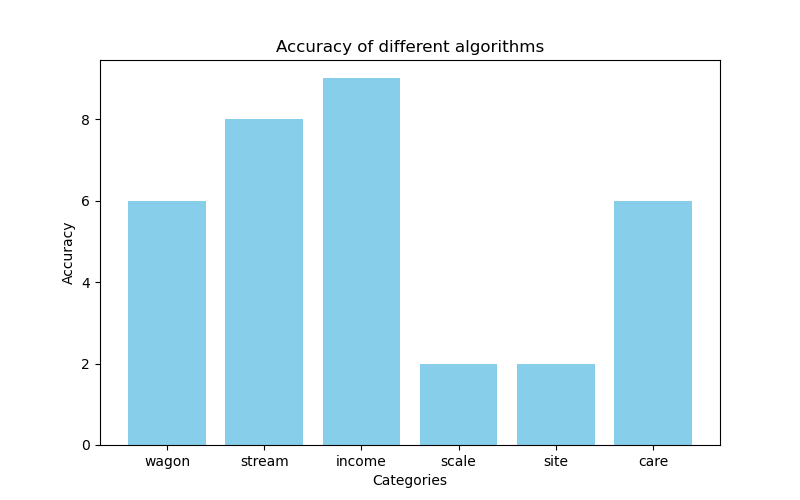 Accuracy of different algorithms
Accuracy
8
6
4
2
0
wagon stream income scale site care
Categories